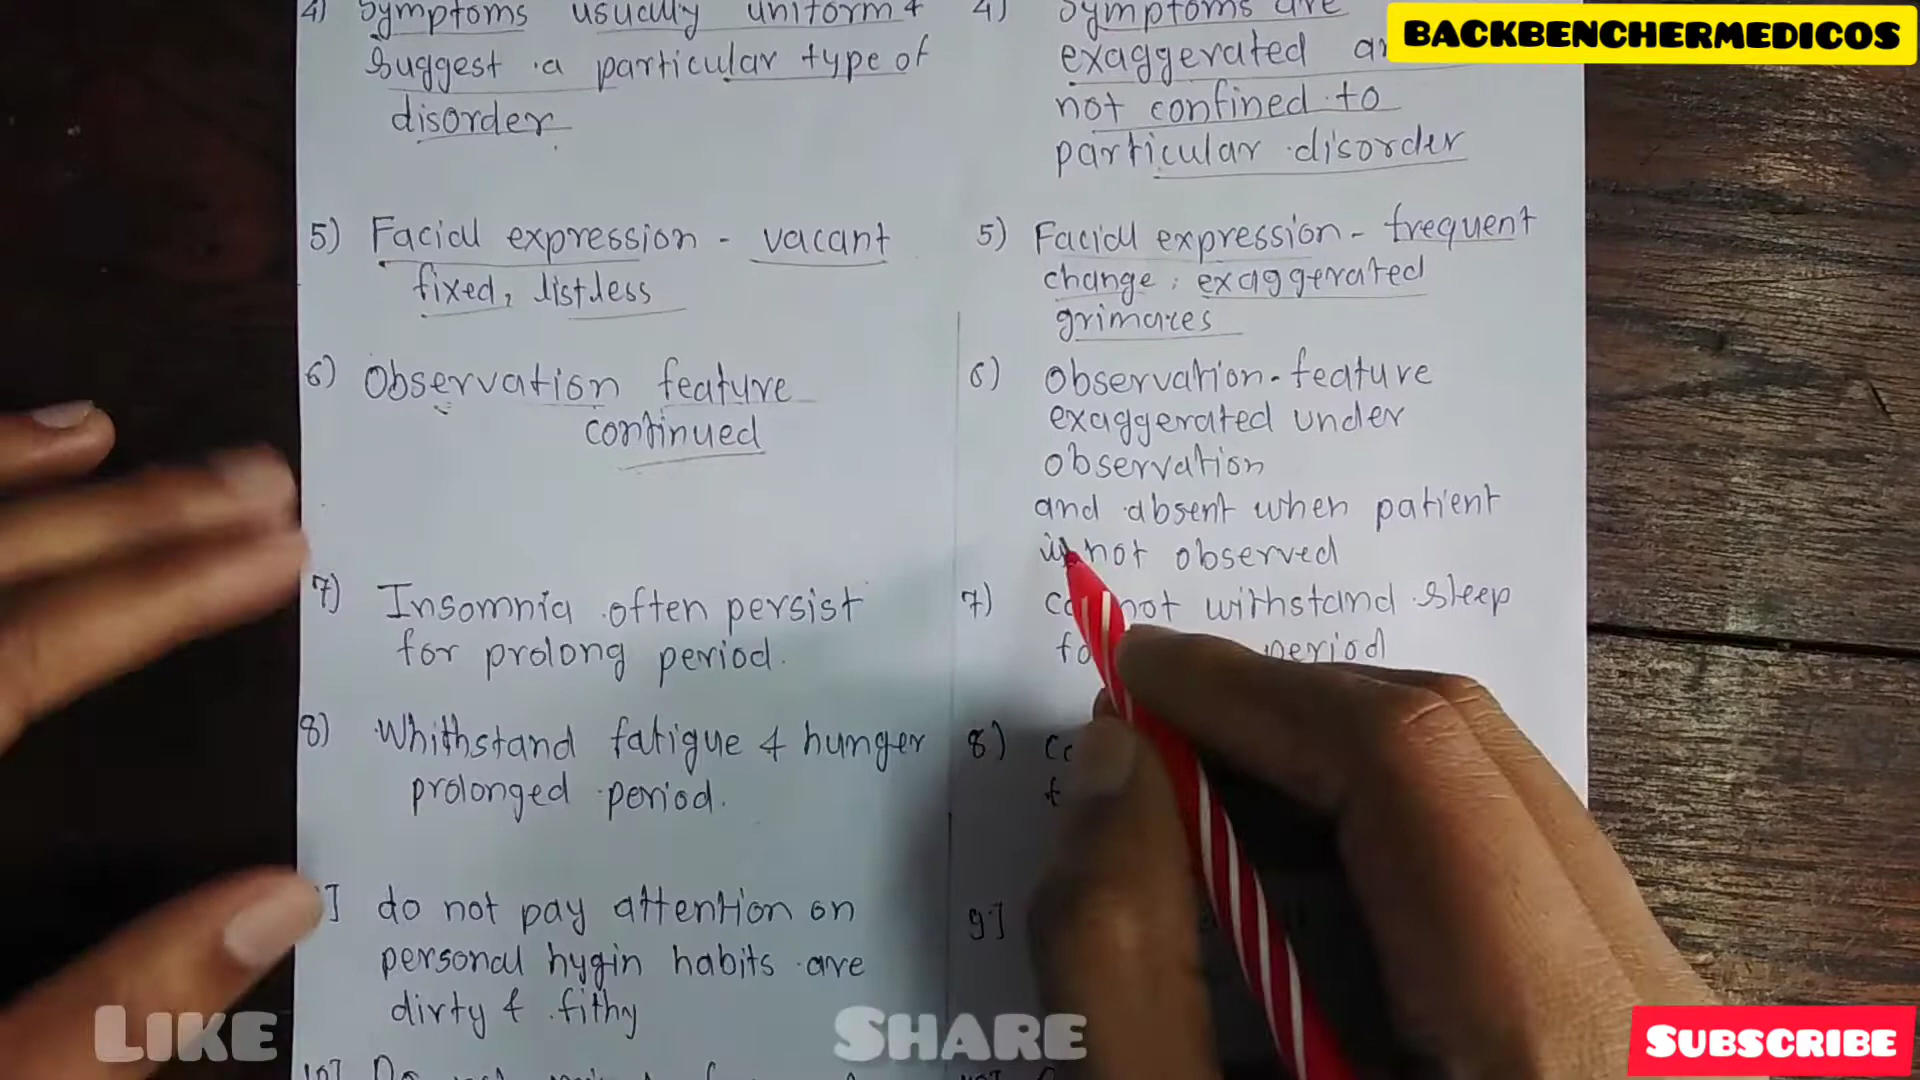 BACKBENCHERMEDICOS
4) Symptoms usually uniform &
suggest a particular type of
disorder
5) Facial expression - vacant
fixed, listless
6) Observation feature
continued
7) Insomnia often persist
for prolong period.
8) Whithstand fatigue & hunger
prolonged period.
] do not pay attention on
personal hygin habits are
dirty & fithy
10]
4) Symptoms are
exaggerated
not confined to
particular disorder
5) Facial expression - frequent
change, exaggerated
grimaces
6) Observation - feature
exaggerated under
observation
and absent when patient
is not observed
7) not withstand sleep
period
8)
9]
LIKE
SHARE
SUBSCRIBE